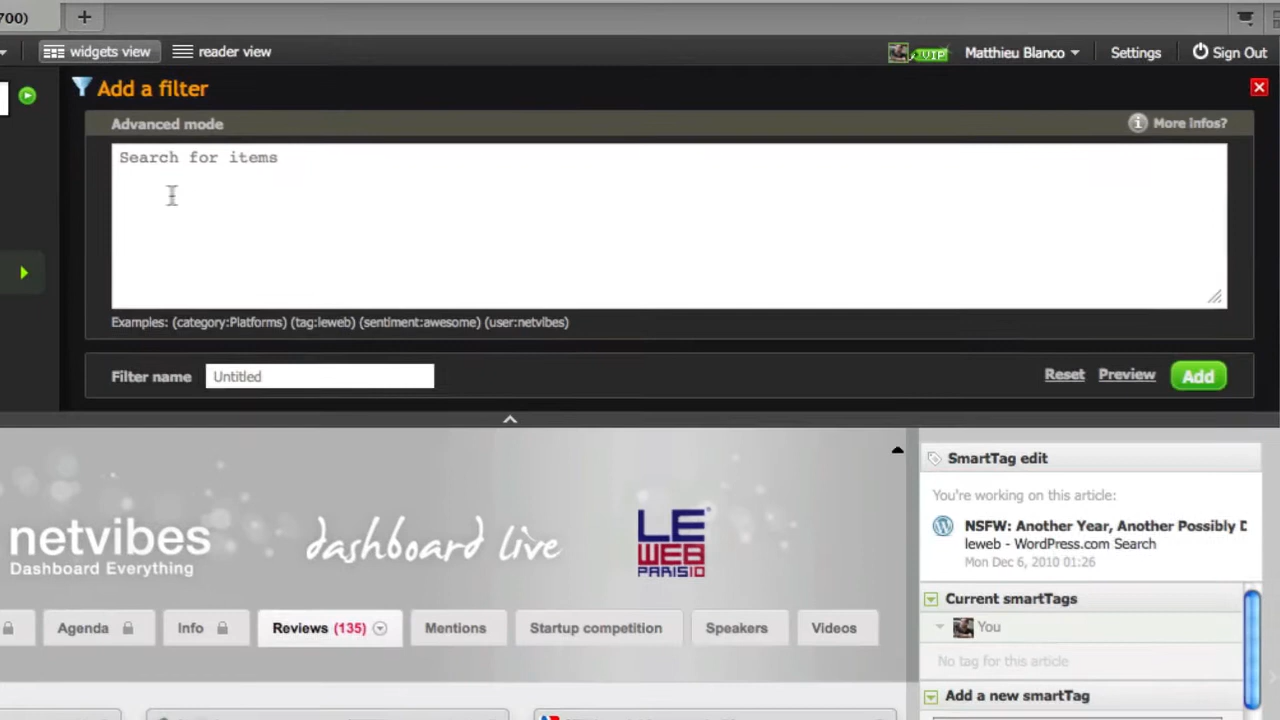 700)
+
widgets view
reader view
VIP
Matthieu Blanco
Settings
Sign Out
Add a filter
Advanced mode
More infos?
Search for items
Examples: (category:Platforms) (tag:leweb) (sentiment:awesome) (user:netvibes)
Filter name
Untitled
Reset
Preview
Add
netvibes
Dashboard Everything
dashboard live
LE
WEB
PARIS10
Agenda
Info
Reviews (135)
Mentions
Startup competition
Speakers
Videos
SmartTag edit
You're working on this article:
NSFW: Another Year, Another Possibly D
leweb - WordPress.com Search
Mon Dec 6, 2010 01:26
Current smartTags
You
No tag for this article
Add a new smartTag